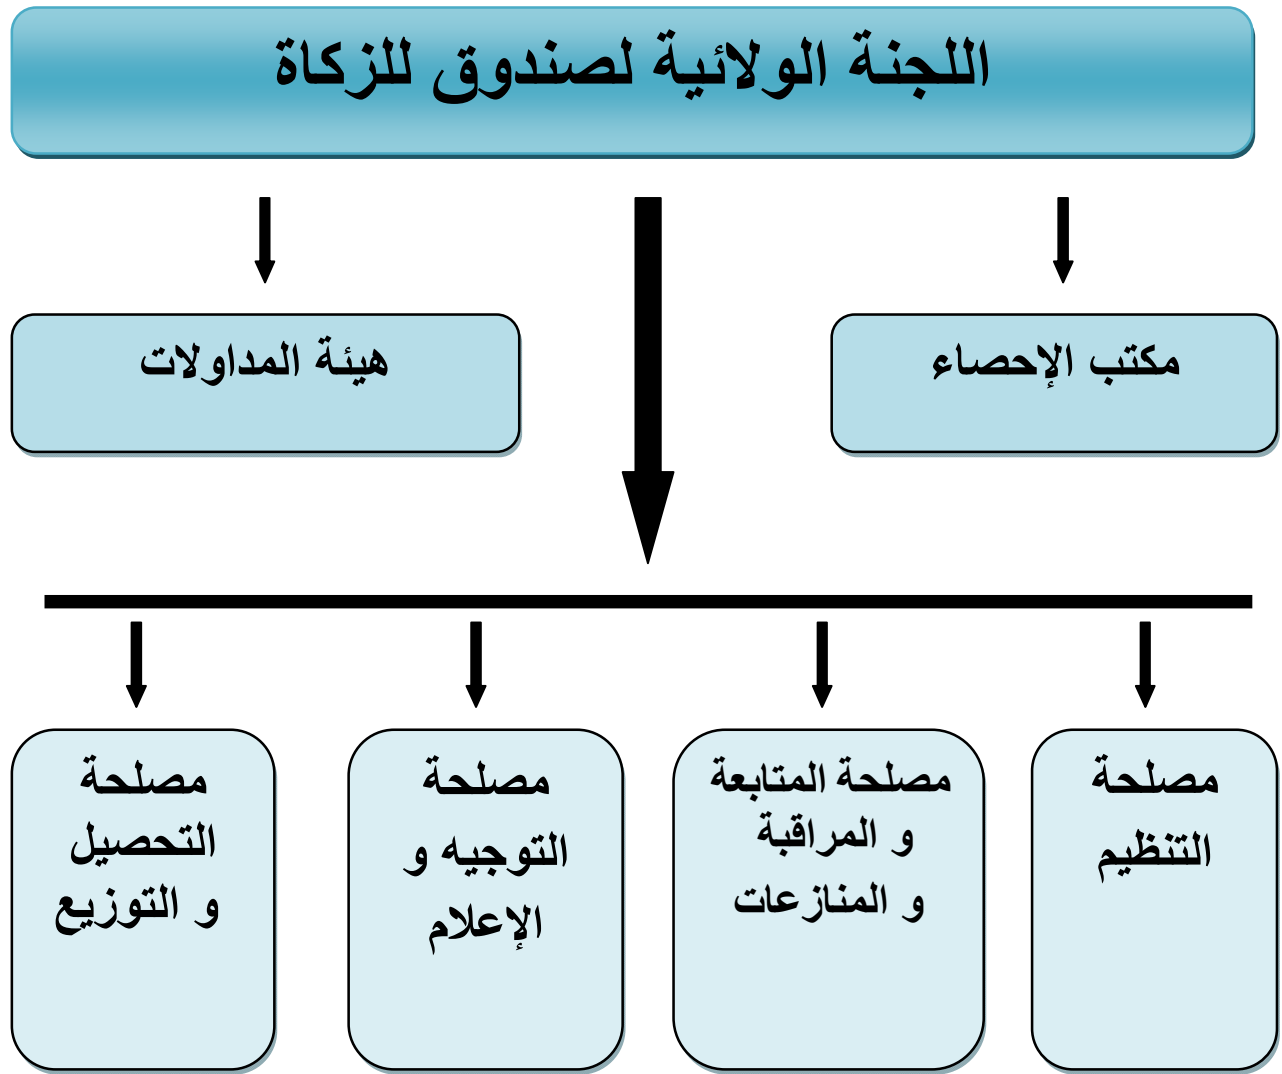 اللجنة الولائية لصندوق للزكاة
مكتب الإحصاء
هيئة المداولات
مصلحة
التنظيم
مصلحة المتابعة
و المراقبة
و المنازعات
مصلحة
التوجيه و
الإعلام
مصلحة
التحصيل
و التوزيع